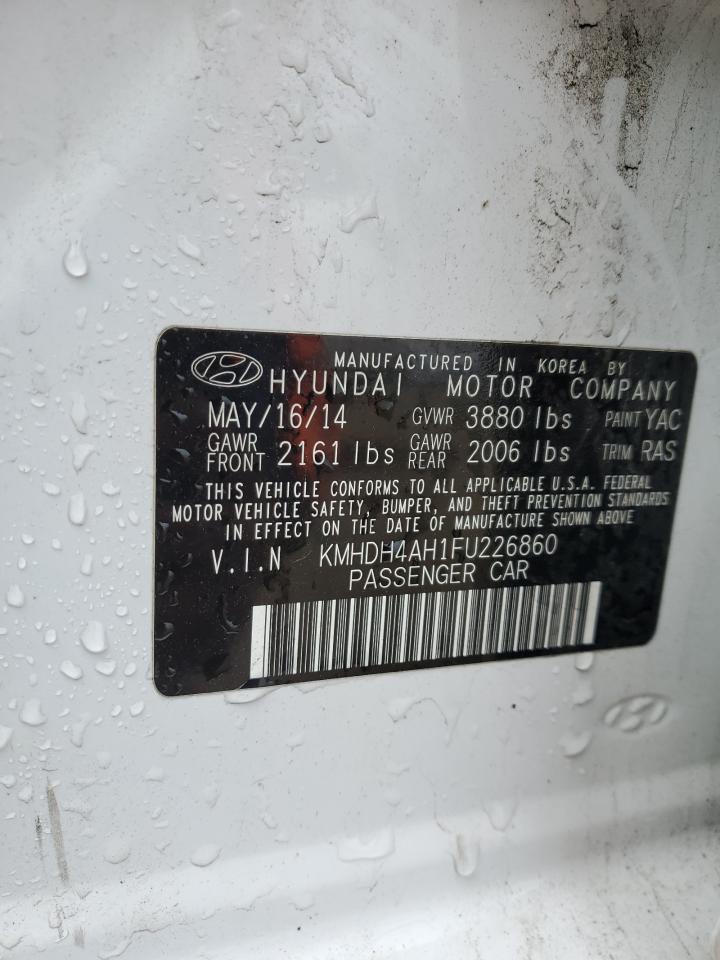 MANUFACTURED IN KOREA BY
HYUNDAI MOTOR COMPANY
MAY/16/14 GVWR 3880 lbs PAINT YAC
GAWR FRONT 2161 lbs GAWR REAR 2006 lbs TRIM RAS
THIS VEHICLE CONFORMS TO ALL APPLICABLE U.S.A. FEDERAL
MOTOR VEHICLE SAFETY, BUMPER, AND THEFT PREVENTION STANDARDS
IN EFFECT ON THE DATE OF MANUFACTURE SHOWN ABOVE
V.I.N KMHDH4AH1FU226860
PASSENGER CAR